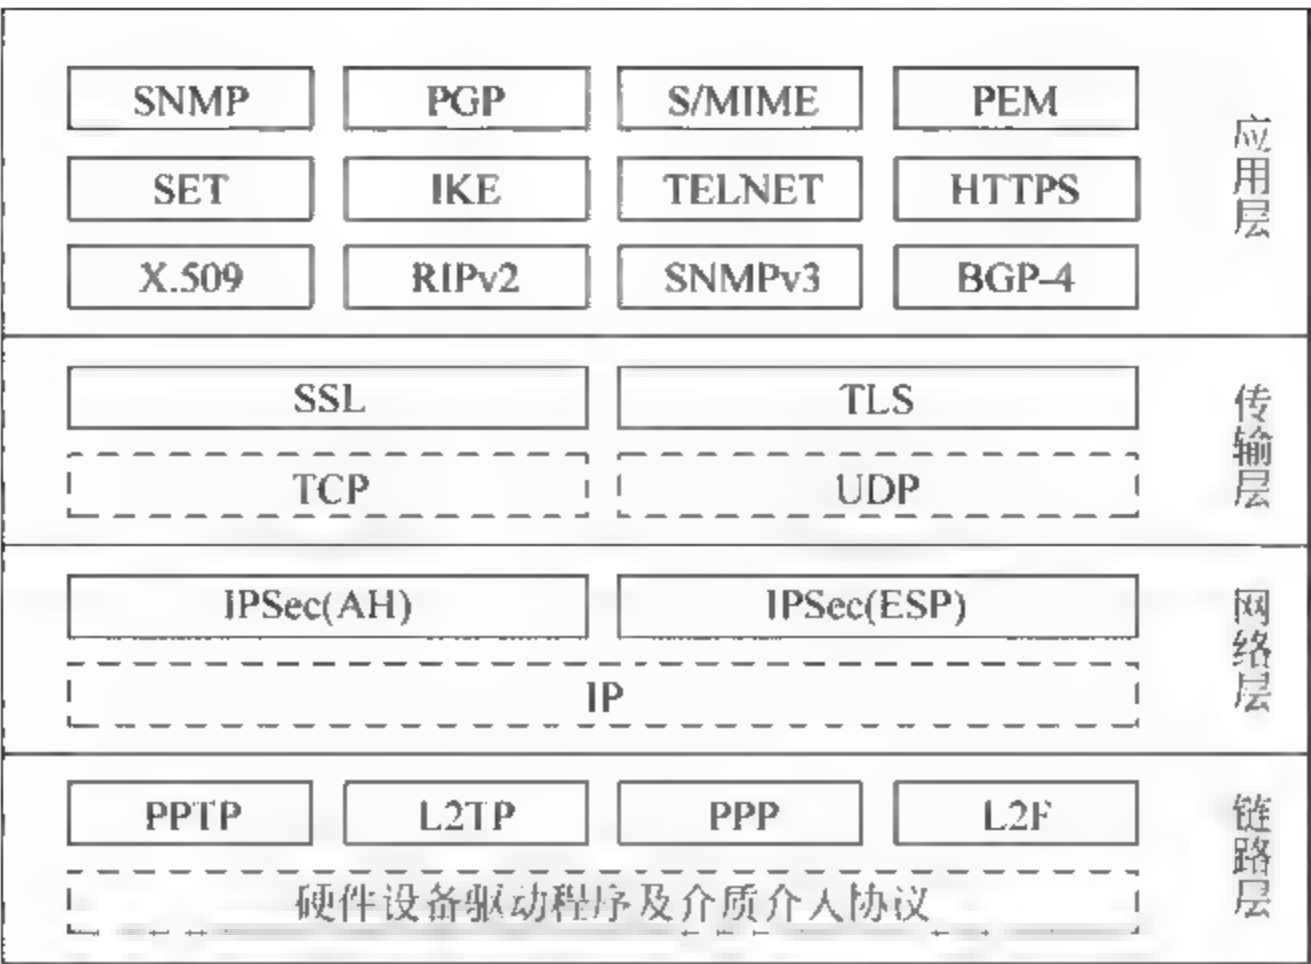 SNMP PGP S/MIME PEM
SET IKE TELNET HTTPS
X.509 RIPv2 SNMPv3 BGP-4
应用层
SSL TLS
TCP UDP
传输层
IPSec(AH) IPSec(ESP)
IP
网络层
PPTP L2TP PPP L2F
硬件设备驱动程序及介质介入协议
链路层